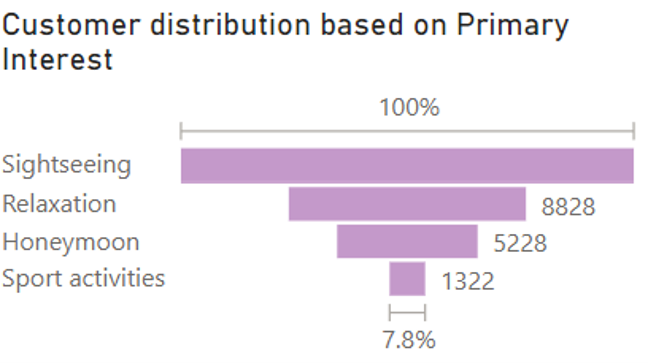 Customer distribution based on Primary
Interest
100%
Sightseeing
Relaxation 8828
Honeymoon 5228
Sport activities 1322
7.8%